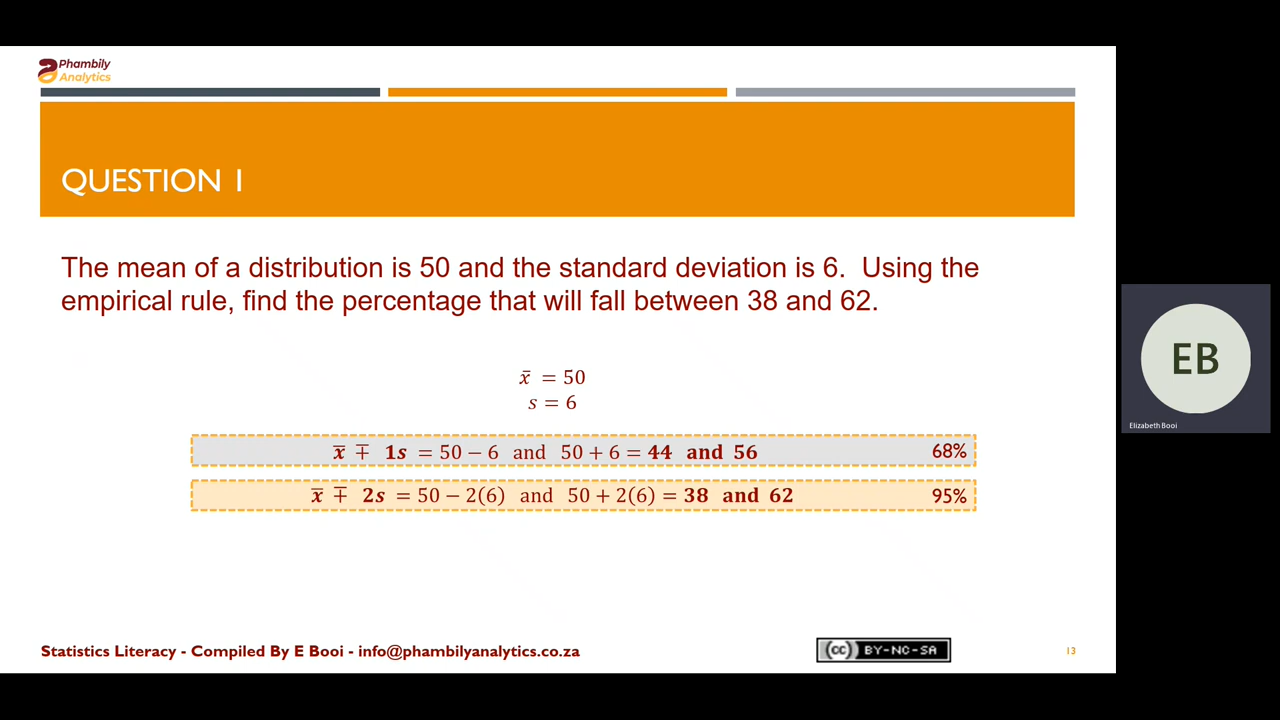 Phambily
Analytics
QUESTION 1
The mean of a distribution is 50 and the standard deviation is 6. Using the
empirical rule, find the percentage that will fall between 38 and 62.
x̄ = 50
s = 6
x̄ ∓ 1s = 50 − 6 and 50 + 6 = 44 and 56 68%
x̄ ∓ 2s = 50 − 2(6) and 50 + 2(6) = 38 and 62 95%
EB
Elizabeth Booi
Statistics Literacy - Compiled By E Booi - info@phambilyanalytics.co.za
cc BY-NC-SA
13